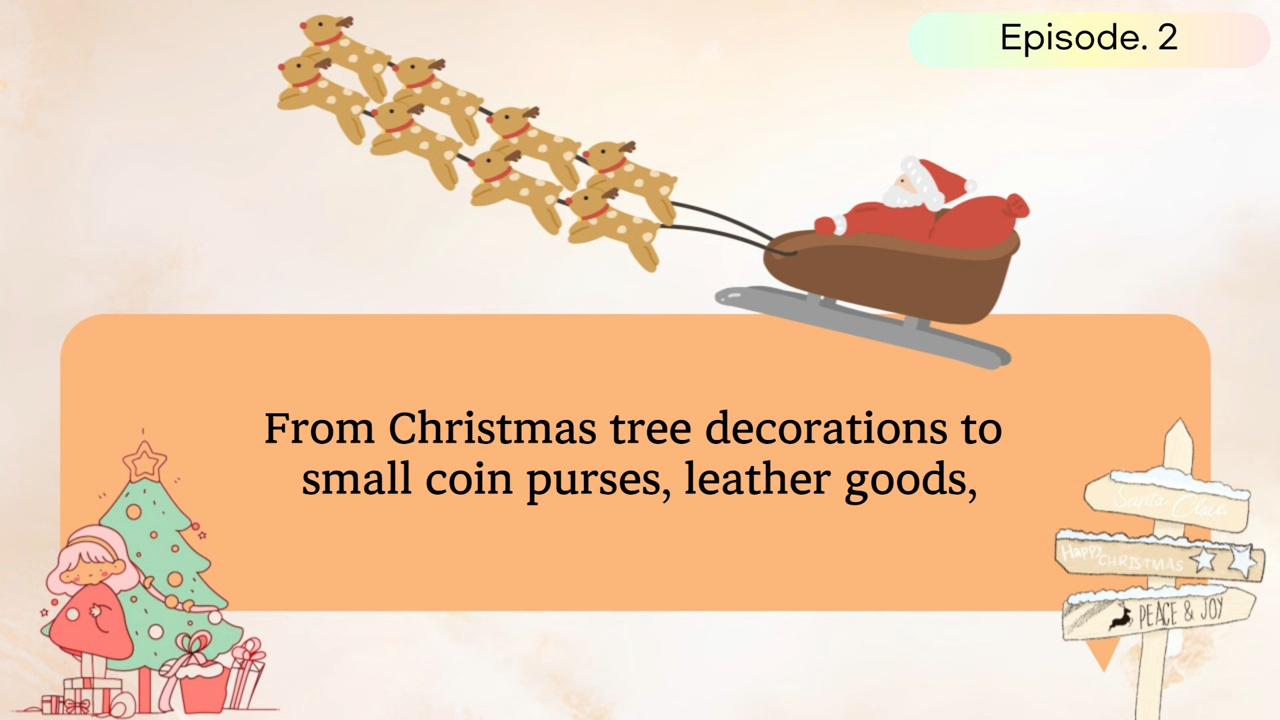 Episode. 2
From Christmas tree decorations to
small coin purses, leather goods,
Santa Claus
Happy
CHRISTMAS
PEACE & JOY